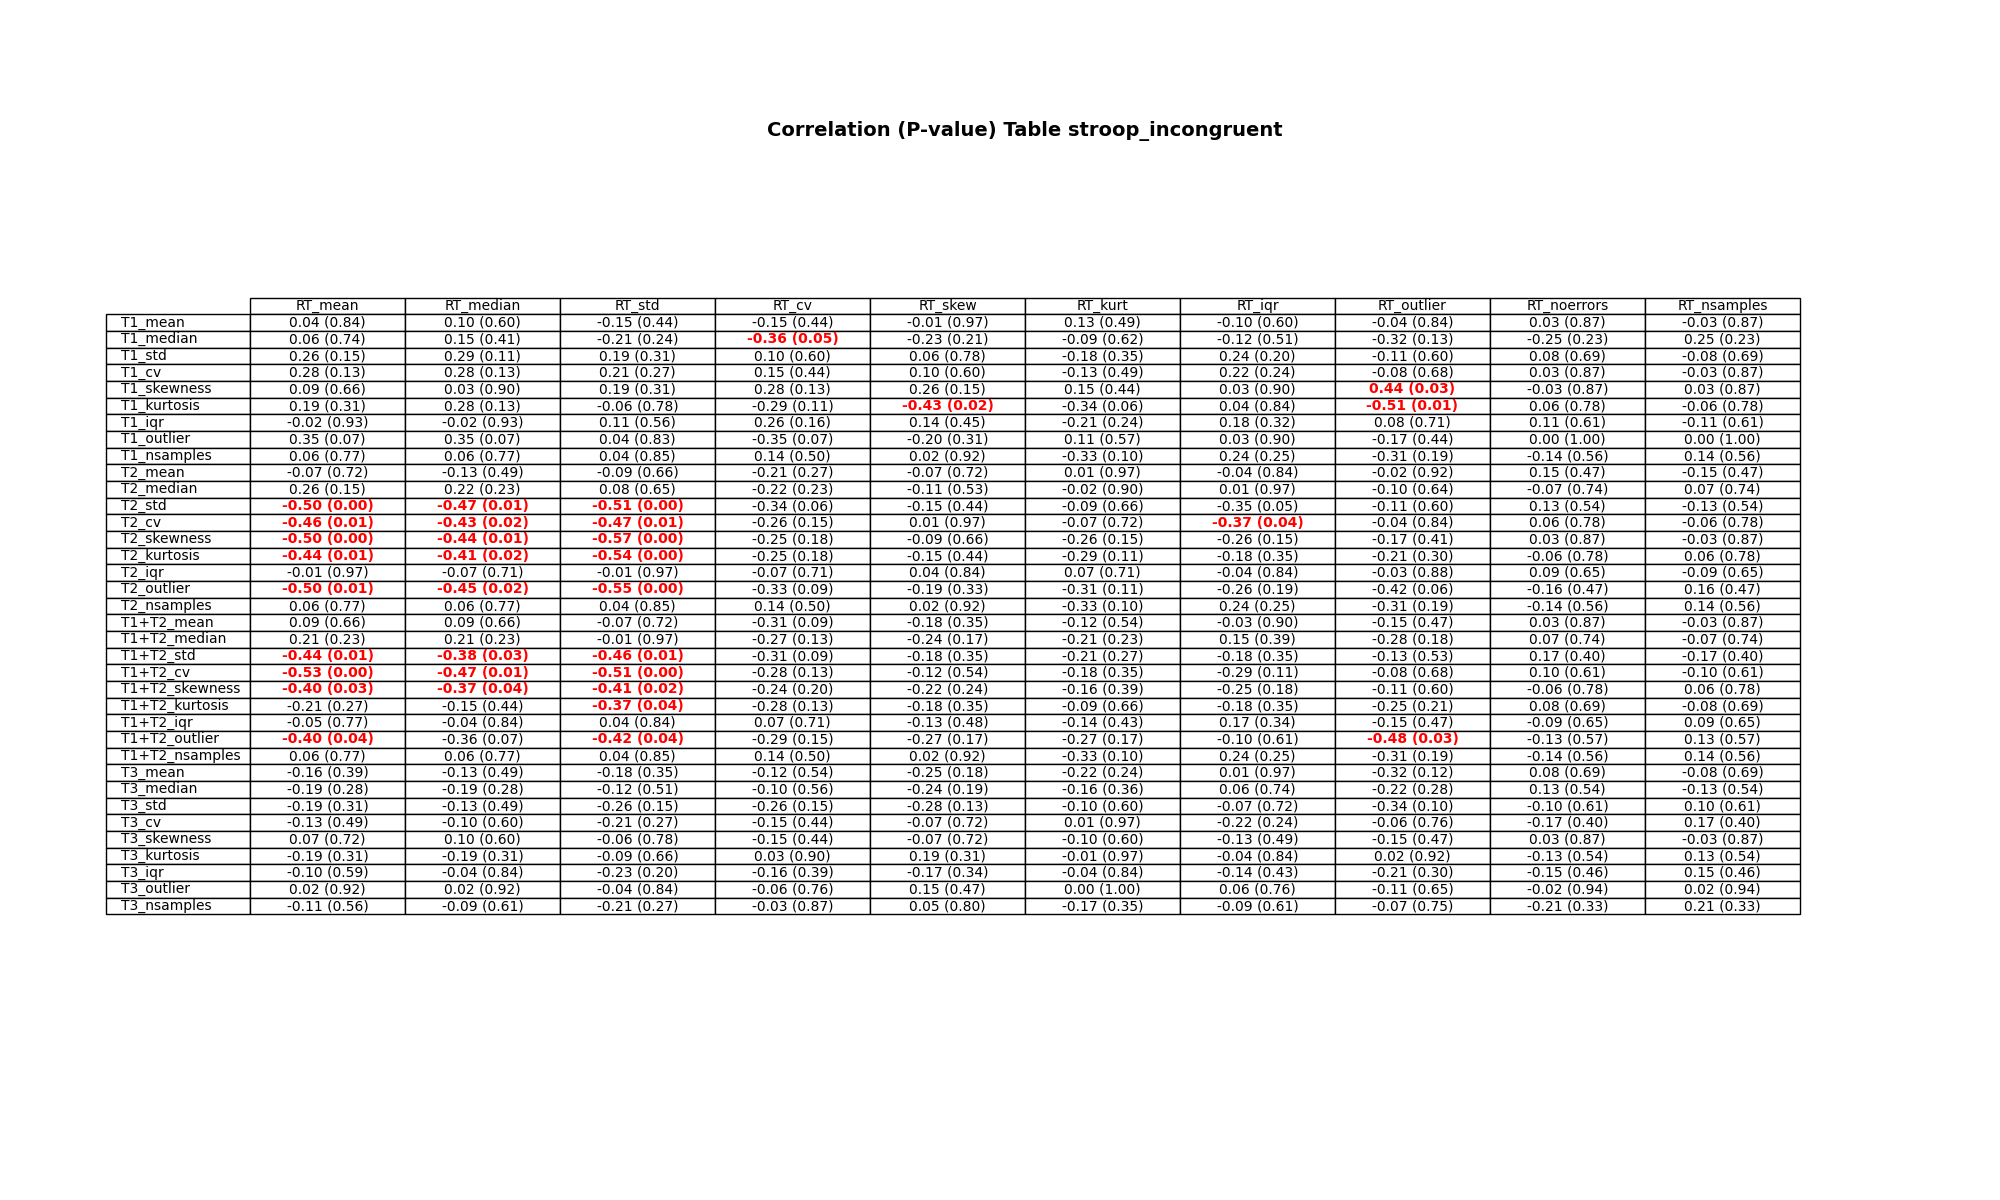 Correlation (P-value) Table stroop_incongruent
RT_mean RT_median RT_std RT_cv RT_skew RT_kurt RT_iqr RT_outlier RT_noerrors RT_nsamples
T1_mean 0.04 (0.84) 0.10 (0.60) -0.15 (0.44) -0.15 (0.44) -0.01 (0.97) 0.13 (0.49) -0.10 (0.60) -0.04 (0.84) 0.03 (0.87) -0.03 (0.87)
T1_median 0.06 (0.74) 0.15 (0.41) -0.21 (0.24) -0.36 (0.05) -0.23 (0.21) -0.09 (0.62) -0.12 (0.51) -0.32 (0.13) -0.25 (0.23) 0.25 (0.23)
T1_std 0.26 (0.15) 0.29 (0.11) 0.19 (0.31) 0.10 (0.60) 0.06 (0.78) -0.18 (0.35) 0.24 (0.20) -0.11 (0.60) 0.08 (0.69) -0.08 (0.69)
T1_cv 0.28 (0.13) 0.28 (0.13) 0.21 (0.27) 0.15 (0.44) 0.10 (0.60) -0.13 (0.49) 0.22 (0.24) -0.08 (0.68) 0.03 (0.87) -0.03 (0.87)
T1_skewness 0.09 (0.66) 0.03 (0.90) 0.19 (0.31) 0.28 (0.13) 0.26 (0.15) 0.15 (0.44) 0.03 (0.90) 0.44 (0.03) -0.03 (0.87) 0.03 (0.87)
T1_kurtosis 0.19 (0.31) 0.28 (0.13) -0.06 (0.78) -0.29 (0.11) -0.43 (0.02) -0.34 (0.06) 0.04 (0.84) -0.51 (0.01) 0.06 (0.78) -0.06 (0.78)
T1_iqr -0.02 (0.93) -0.02 (0.93) 0.11 (0.56) 0.26 (0.16) 0.14 (0.45) -0.21 (0.24) 0.18 (0.32) 0.08 (0.71) 0.11 (0.61) -0.11 (0.61)
T1_outlier 0.35 (0.07) 0.35 (0.07) 0.04 (0.83) -0.35 (0.07) -0.20 (0.31) 0.11 (0.57) 0.03 (0.90) -0.17 (0.44) 0.00 (1.00) 0.00 (1.00)
T1_nsamples 0.06 (0.77) 0.06 (0.77) 0.04 (0.85) 0.14 (0.50) 0.02 (0.92) -0.33 (0.10) 0.24 (0.25) -0.31 (0.19) -0.14 (0.56) 0.14 (0.56)
T2_mean -0.07 (0.72) -0.13 (0.49) -0.09 (0.66) -0.21 (0.27) -0.07 (0.72) 0.01 (0.97) -0.04 (0.84) -0.02 (0.92) 0.15 (0.47) -0.15 (0.47)
T2_median 0.26 (0.15) 0.22 (0.23) 0.08 (0.65) -0.22 (0.23) -0.11 (0.53) -0.02 (0.90) 0.01 (0.97) -0.10 (0.64) -0.07 (0.74) 0.07 (0.74)
T2_std -0.50 (0.00) -0.47 (0.01) -0.51 (0.00) -0.34 (0.06) -0.15 (0.44) -0.09 (0.66) -0.35 (0.05) -0.11 (0.60) 0.13 (0.54) -0.13 (0.54)
T2_cv -0.46 (0.01) -0.43 (0.02) -0.47 (0.01) -0.26 (0.15) 0.01 (0.97) -0.07 (0.72) -0.37 (0.04) -0.04 (0.84) 0.06 (0.78) -0.06 (0.78)
T2_skewness -0.50 (0.00) -0.44 (0.01) -0.57 (0.00) -0.25 (0.18) -0.09 (0.66) -0.26 (0.15) -0.26 (0.15) -0.17 (0.41) 0.03 (0.87) -0.03 (0.87)
T2_kurtosis -0.44 (0.01) -0.41 (0.02) -0.54 (0.00) -0.25 (0.18) -0.15 (0.44) -0.29 (0.11) -0.18 (0.35) -0.21 (0.30) -0.06 (0.78) 0.06 (0.78)
T2_iqr -0.01 (0.97) -0.07 (0.71) -0.01 (0.97) -0.07 (0.71) 0.04 (0.84) 0.07 (0.71) -0.04 (0.84) -0.03 (0.88) 0.09 (0.65) -0.09 (0.65)
T2_outlier -0.50 (0.01) -0.45 (0.02) -0.55 (0.00) -0.33 (0.09) -0.19 (0.33) -0.31 (0.11) -0.26 (0.19) -0.42 (0.06) -0.16 (0.47) 0.16 (0.47)
T2_nsamples 0.06 (0.77) 0.06 (0.77) 0.04 (0.85) 0.14 (0.50) 0.02 (0.92) -0.33 (0.10) 0.24 (0.25) -0.31 (0.19) -0.14 (0.56) 0.14 (0.56)
T1+T2_mean 0.09 (0.66) 0.09 (0.66) -0.07 (0.72) -0.31 (0.09) -0.18 (0.35) -0.12 (0.54) -0.03 (0.90) -0.15 (0.47) 0.03 (0.87) -0.03 (0.87)
T1+T2_median 0.21 (0.23) 0.21 (0.23) -0.01 (0.97) -0.27 (0.13) -0.24 (0.17) -0.21 (0.23) 0.15 (0.39) -0.28 (0.18) 0.07 (0.74) -0.07 (0.74)
T1+T2_std -0.44 (0.01) -0.38 (0.03) -0.46 (0.01) -0.31 (0.09) -0.18 (0.35) -0.21 (0.27) -0.18 (0.35) -0.13 (0.53) 0.17 (0.40) -0.17 (0.40)
T1+T2_cv -0.53 (0.00) -0.47 (0.01) -0.51 (0.00) -0.28 (0.13) -0.12 (0.54) -0.18 (0.35) -0.29 (0.11) -0.08 (0.68) 0.10 (0.61) -0.10 (0.61)
T1+T2_skewness -0.40 (0.03) -0.37 (0.04) -0.41 (0.02) -0.24 (0.20) -0.22 (0.24) -0.16 (0.39) -0.25 (0.18) -0.11 (0.60) -0.06 (0.78) 0.06 (0.78)
T1+T2_kurtosis -0.21 (0.27) -0.15 (0.44) -0.37 (0.04) -0.28 (0.13) -0.18 (0.35) -0.09 (0.66) -0.18 (0.35) -0.25 (0.21) 0.08 (0.69) -0.08 (0.69)
T1+T2_iqr -0.05 (0.77) -0.04 (0.84) 0.04 (0.84) 0.07 (0.71) -0.13 (0.48) -0.14 (0.43) 0.17 (0.34) -0.15 (0.47) -0.09 (0.65) 0.09 (0.65)
T1+T2_outlier -0.40 (0.04) -0.36 (0.07) -0.42 (0.04) -0.29 (0.15) -0.27 (0.17) -0.27 (0.17) -0.10 (0.61) -0.48 (0.03) -0.13 (0.57) 0.13 (0.57)
T1+T2_nsamples 0.06 (0.77) 0.06 (0.77) 0.04 (0.85) 0.14 (0.50) 0.02 (0.92) -0.33 (0.10) 0.24 (0.25) -0.31 (0.19) -0.14 (0.56) 0.14 (0.56)
T3_mean -0.16 (0.39) -0.13 (0.49) -0.18 (0.35) -0.12 (0.54) -0.25 (0.18) -0.22 (0.24) 0.01 (0.97) -0.32 (0.12) 0.08 (0.69) -0.08 (0.69)
T3_median -0.19 (0.28) -0.19 (0.28) -0.12 (0.51) -0.10 (0.56) -0.24 (0.19) -0.16 (0.36) 0.06 (0.74) -0.22 (0.28) 0.13 (0.54) -0.13 (0.54)
T3_std -0.19 (0.31) -0.13 (0.49) -0.26 (0.15) -0.26 (0.15) -0.28 (0.13) -0.10 (0.60) -0.07 (0.72) -0.34 (0.10) -0.10 (0.61) 0.10 (0.61)
T3_cv -0.13 (0.49) -0.10 (0.60) -0.21 (0.27) -0.15 (0.44) -0.07 (0.72) 0.01 (0.97) -0.22 (0.24) -0.06 (0.76) -0.17 (0.40) 0.17 (0.40)
T3_skewness 0.07 (0.72) 0.10 (0.60) -0.06 (0.78) -0.15 (0.44) -0.07 (0.72) -0.10 (0.60) -0.13 (0.49) -0.15 (0.47) 0.03 (0.87) -0.03 (0.87)
T3_kurtosis -0.19 (0.31) -0.19 (0.31) -0.09 (0.66) 0.03 (0.90) 0.19 (0.31) -0.01 (0.97) -0.04 (0.84) 0.02 (0.92) -0.13 (0.54) 0.13 (0.54)
T3_iqr -0.10 (0.59) -0.04 (0.84) -0.23 (0.20) -0.16 (0.39) -0.17 (0.34) -0.04 (0.84) -0.14 (0.43) -0.21 (0.30) -0.15 (0.46) 0.15 (0.46)
T3_outlier 0.02 (0.92) 0.02 (0.92) -0.04 (0.84) -0.06 (0.76) 0.15 (0.47) 0.00 (1.00) 0.06 (0.76) -0.11 (0.65) -0.02 (0.94) 0.02 (0.94)
T3_nsamples -0.11 (0.56) -0.09 (0.61) -0.21 (0.27) -0.03 (0.87) 0.05 (0.80) -0.17 (0.35) -0.09 (0.61) -0.07 (0.75) -0.21 (0.33) 0.21 (0.33)